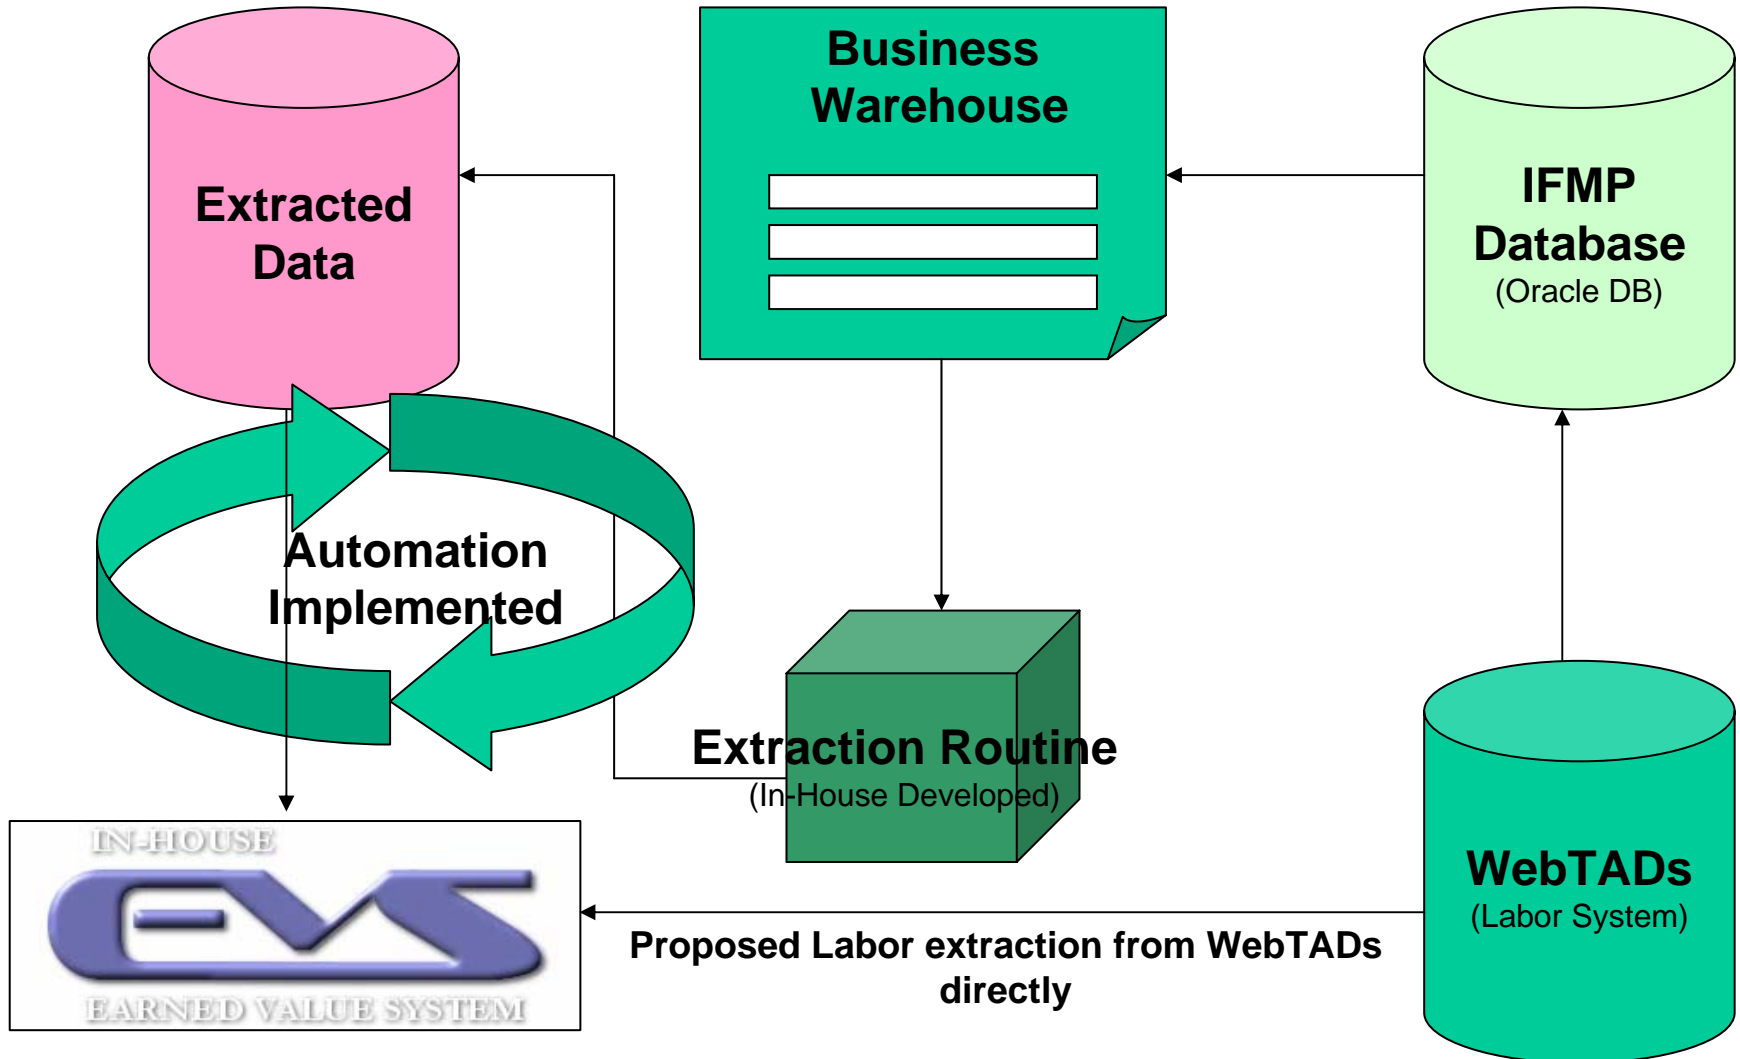 Business
Warehouse
Extracted
Data
IFMP
Database
(Oracle DB)
Automation
Implemented
Extraction Routine
(In-House Developed)
WebTADs
(Labor System)
IN-HOUSE
EVS
EARNED VALUE SYSTEM
Proposed Labor extraction from WebTADs
directly